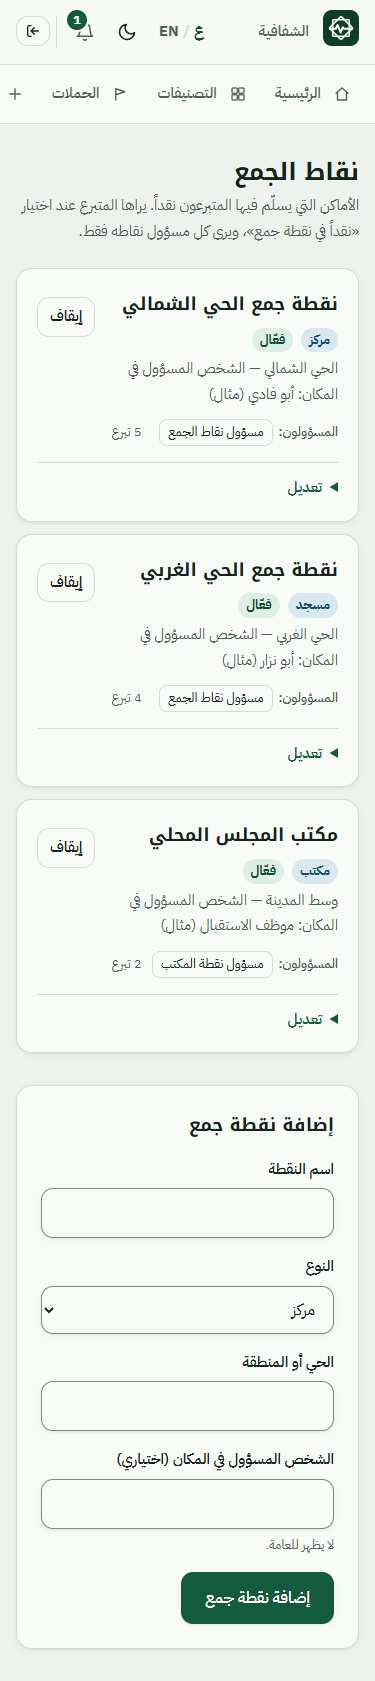 الشفافية
ع / EN
1
الرئيسية
التصنيفات
الحملات
نقاط الجمع
الأماكن التي يسلّم فيها المتبرعون نقداً. يراها المتبرع عند اختيار
«نقداً في نقطة جمع»، ويرى كل مسؤول نقاطه فقط.
نقطة جمع الحي الشمالي
إيقاف
مركز
فعّال
الحي الشمالي — الشخص المسؤول في
المكان: أبو فادي (مثال)
المسؤولون: مسؤول نقاط الجمع 5 تبرع
تعديل
نقطة جمع الحي الغربي
إيقاف
مسجد
فعّال
الحي الغربي — الشخص المسؤول في
المكان: أبو نزار (مثال)
المسؤولون: مسؤول نقاط الجمع 4 تبرع
تعديل
مكتب المجلس المحلي
إيقاف
مكتب
فعّال
وسط المدينة — الشخص المسؤول في
المكان: موظف الاستقبال (مثال)
المسؤولون: مسؤول نقطة المكتب 2 تبرع
تعديل
إضافة نقطة جمع
اسم النقطة
النوع
مركز
الحي أو المنطقة
الشخص المسؤول في المكان (اختياري)
لا يظهر للعامة.
إضافة نقطة جمع